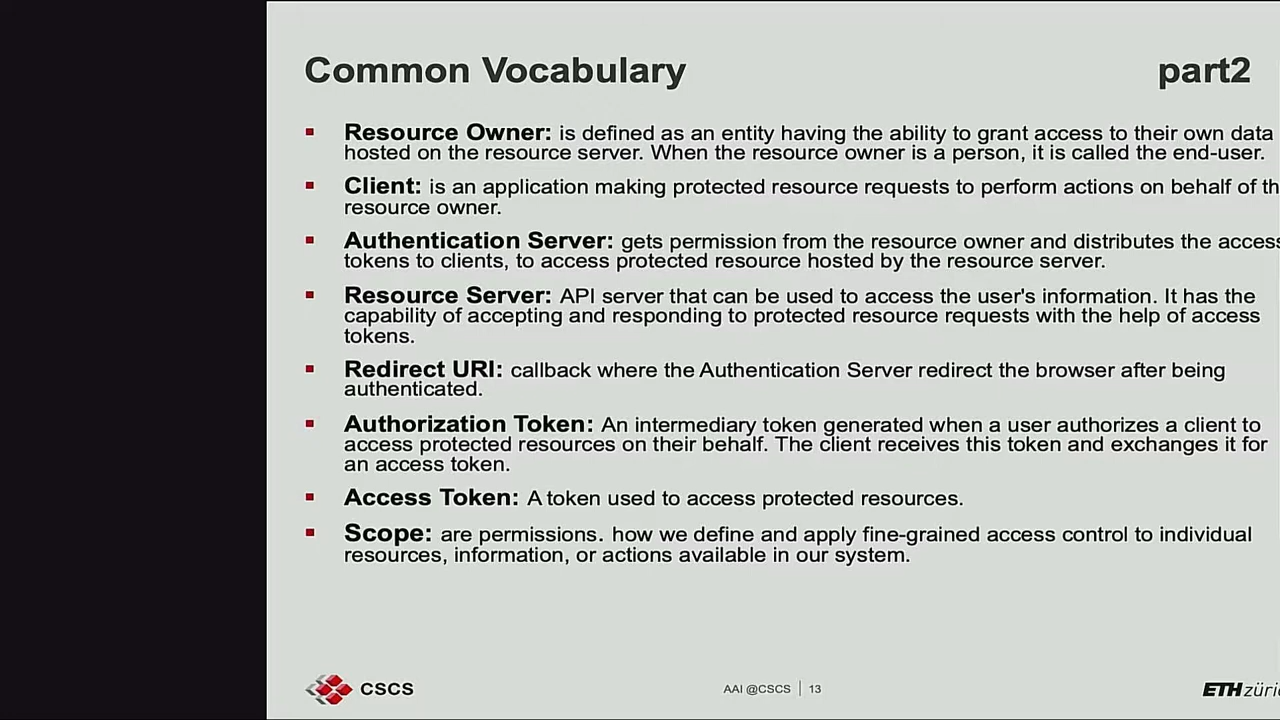 Common Vocabulary part2
▪ Resource Owner: is defined as an entity having the ability to grant access to their own data
hosted on the resource server. When the resource owner is a person, it is called the end-user.
▪ Client: is an application making protected resource requests to perform actions on behalf of th
resource owner.
▪ Authentication Server: gets permission from the resource owner and distributes the access
tokens to clients, to access protected resource hosted by the resource server.
▪ Resource Server: API server that can be used to access the user's information. It has the
capability of accepting and responding to protected resource requests with the help of access
tokens.
▪ Redirect URI: callback where the Authentication Server redirect the browser after being
authenticated.
▪ Authorization Token: An intermediary token generated when a user authorizes a client to
access protected resources on their behalf. The client receives this token and exchanges it for
an access token.
▪ Access Token: A token used to access protected resources.
▪ Scope: are permissions. how we define and apply fine-grained access control to individual
resources, information, or actions available in our system.
CSCS AAI @CSCS | 13 ETH züri